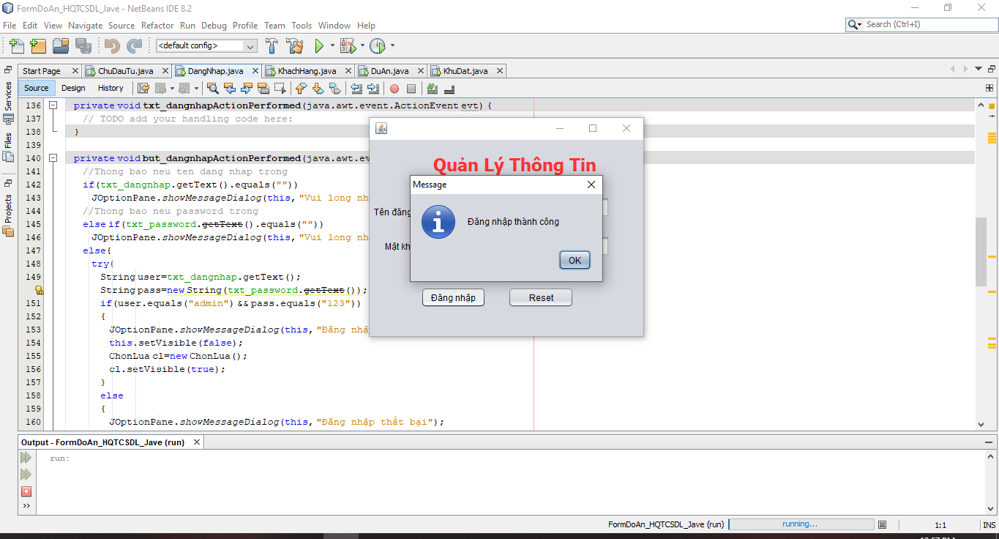 FormDoAn_HQTCSDL_Jave - NetBeans IDE 8.2
File Edit View Navigate Source Refactor Run Debug Profile Team Tools Window Help
Search (Ctrl+I)
<default config>
Start Page ChuDauTu.java DangNhap.java KhachHang.java DuAn.java KhuDat.java
Source Design History
Services
Files
Projects
136 private void txt_dangnhapActionPerformed(java.awt.event.ActionEvent evt) {
137 // TODO add your handling code here:
138 }
139
140 private void but_dangnhapActionPerformed(java.awt.ev
141 //Thong bao neu ten dang nhap trong
142 if(txt_dangnhap.getText().equals(""))
143 JOptionPane.showMessageDialog(this,"Vui long nh
144 //Thong bao neu password trong
145 else if(txt_password.getText().equals(""))
146 JOptionPane.showMessageDialog(this,"Vui long nh
147 else{
148 try{
149 String user=txt_dangnhap.getText();
String pass=new String(txt_password.getText());
151 if(user.equals("admin") && pass.equals("123"))
152 {
153 JOptionPane.showMessageDialog(this,"Đăng nhậ
154 this.setVisible(false);
155 ChonLua cl=new ChonLua();
156 cl.setVisible(true);
157 }
158 else
159 {
160 JOptionPane.showMessageDialog(this,"Đăng nhập thất bại");
Quản Lý Thông Tin
Tên đăng
Mật kh
Đăng nhập Reset
Message
Đăng nhập thành công
OK
Output - FormDoAn_HQTCSDL_Jave (run)
run:
FormDoAn_HQTCSDL_Jave (run) running... 1:1 INS